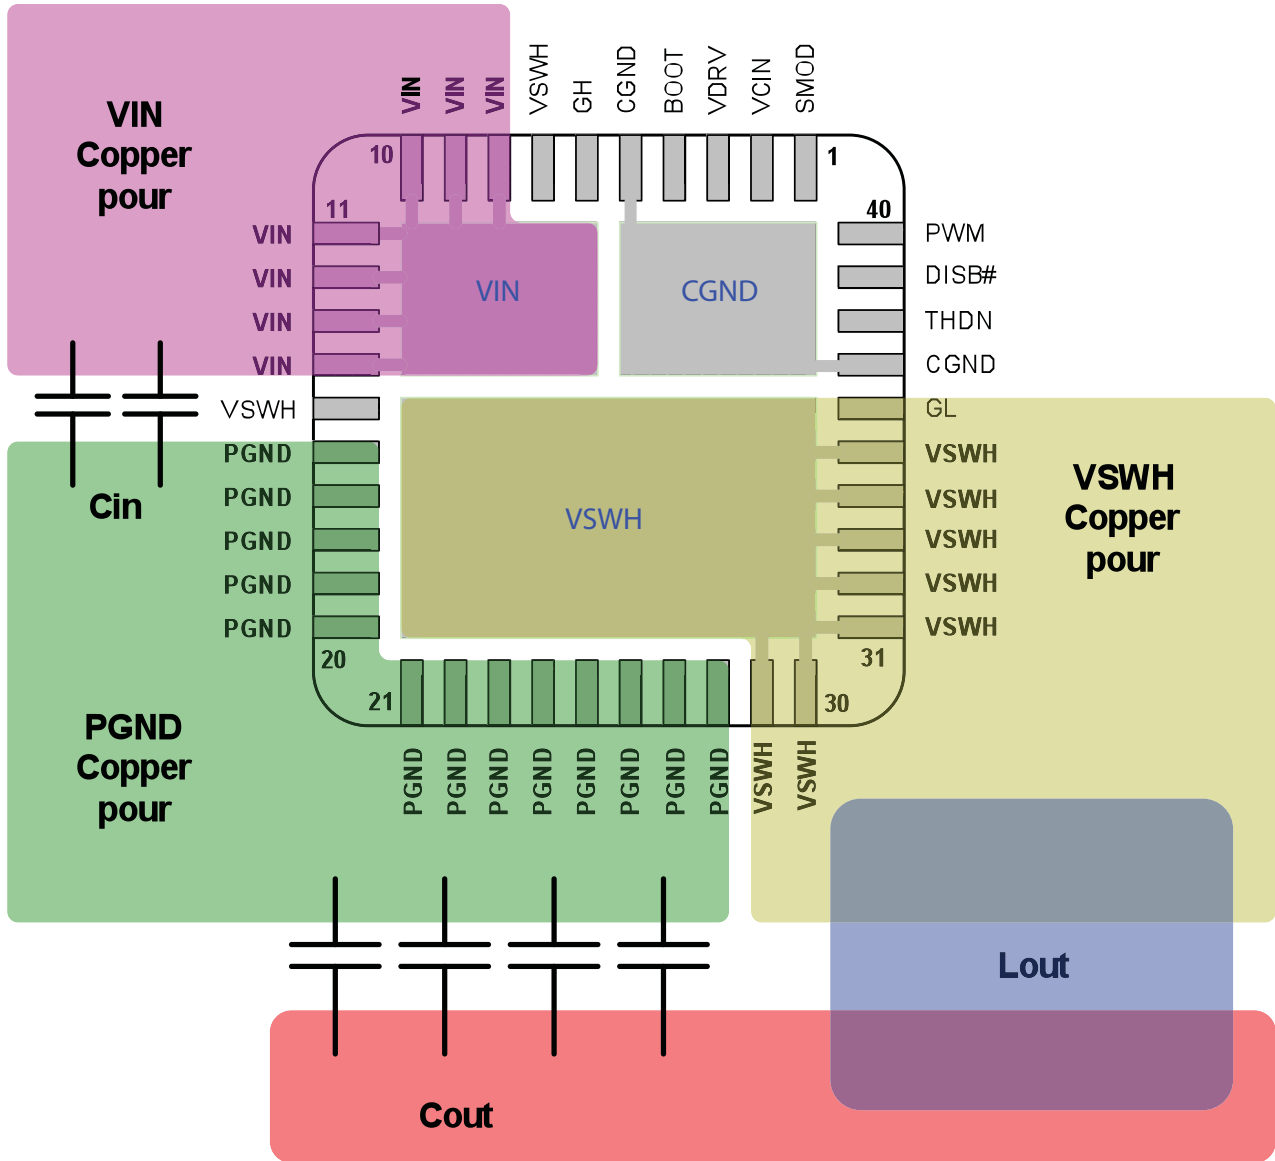 VIN
Copper
pour
VIN
VIN
VIN
VSWH
GH
CGND
BOOT
VDRV
VCIN
SMOD
10
1
11
40
VIN
VIN
VIN
VIN
VSWH
PGND
PGND
PGND
PGND
PGND
VIN
CGND
VSWH
PWM
DISB#
THDN
CGND
GL
VSWH
VSWH
VSWH
VSWH
VSWH
VSWH
Copper
pour
Cin
20
21
31
30
PGND
Copper
pour
PGND
PGND
PGND
PGND
PGND
PGND
PGND
PGND
VSWH
VSWH
Lout
Cout